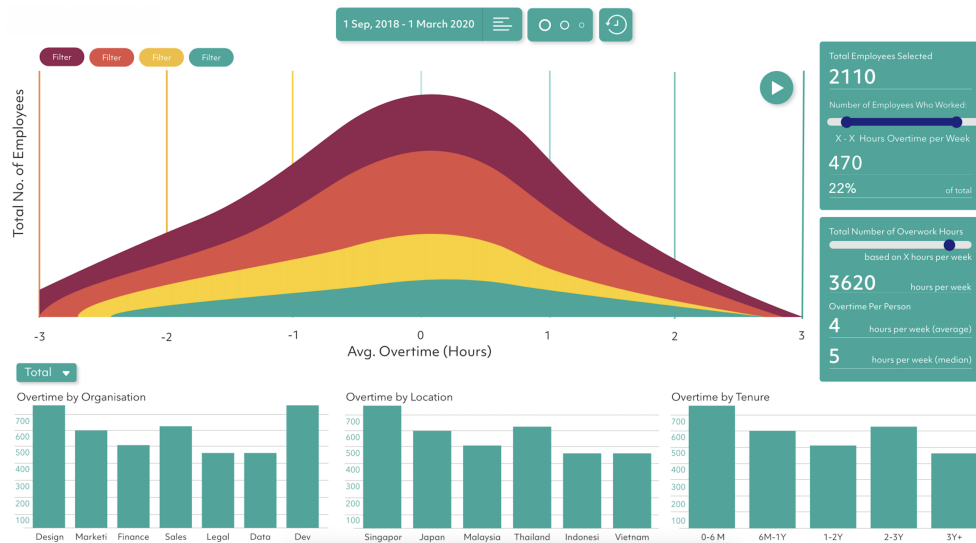 1 Sep, 2018 - 1 March 2020
Filter
Filter
Filter
Filter
Total No. of Employees
-3
-2
-1
0
1
2
3
Avg. Overtime (Hours)
Total Employees Selected
2110
Number of Employees Who Worked:
X - X Hours Overtime per Week
470
22% of total
Total Number of Overwork Hours
based on X hours per week
3620 hours per week
Overtime Per Person
4 hours per week (average)
5 hours per week (median)
Total
Overtime by Organisation
700
600
500
400
300
200
100
Design Marketi Finance Sales Legal Data Dev
Overtime by Location
700
600
500
400
300
200
100
Singapor Japan Malaysia Thailand Indonesi Vietnam
Overtime by Tenure
700
600
500
400
300
200
100
0-6 M 6M-1Y 1-2Y 2-3Y 3Y+